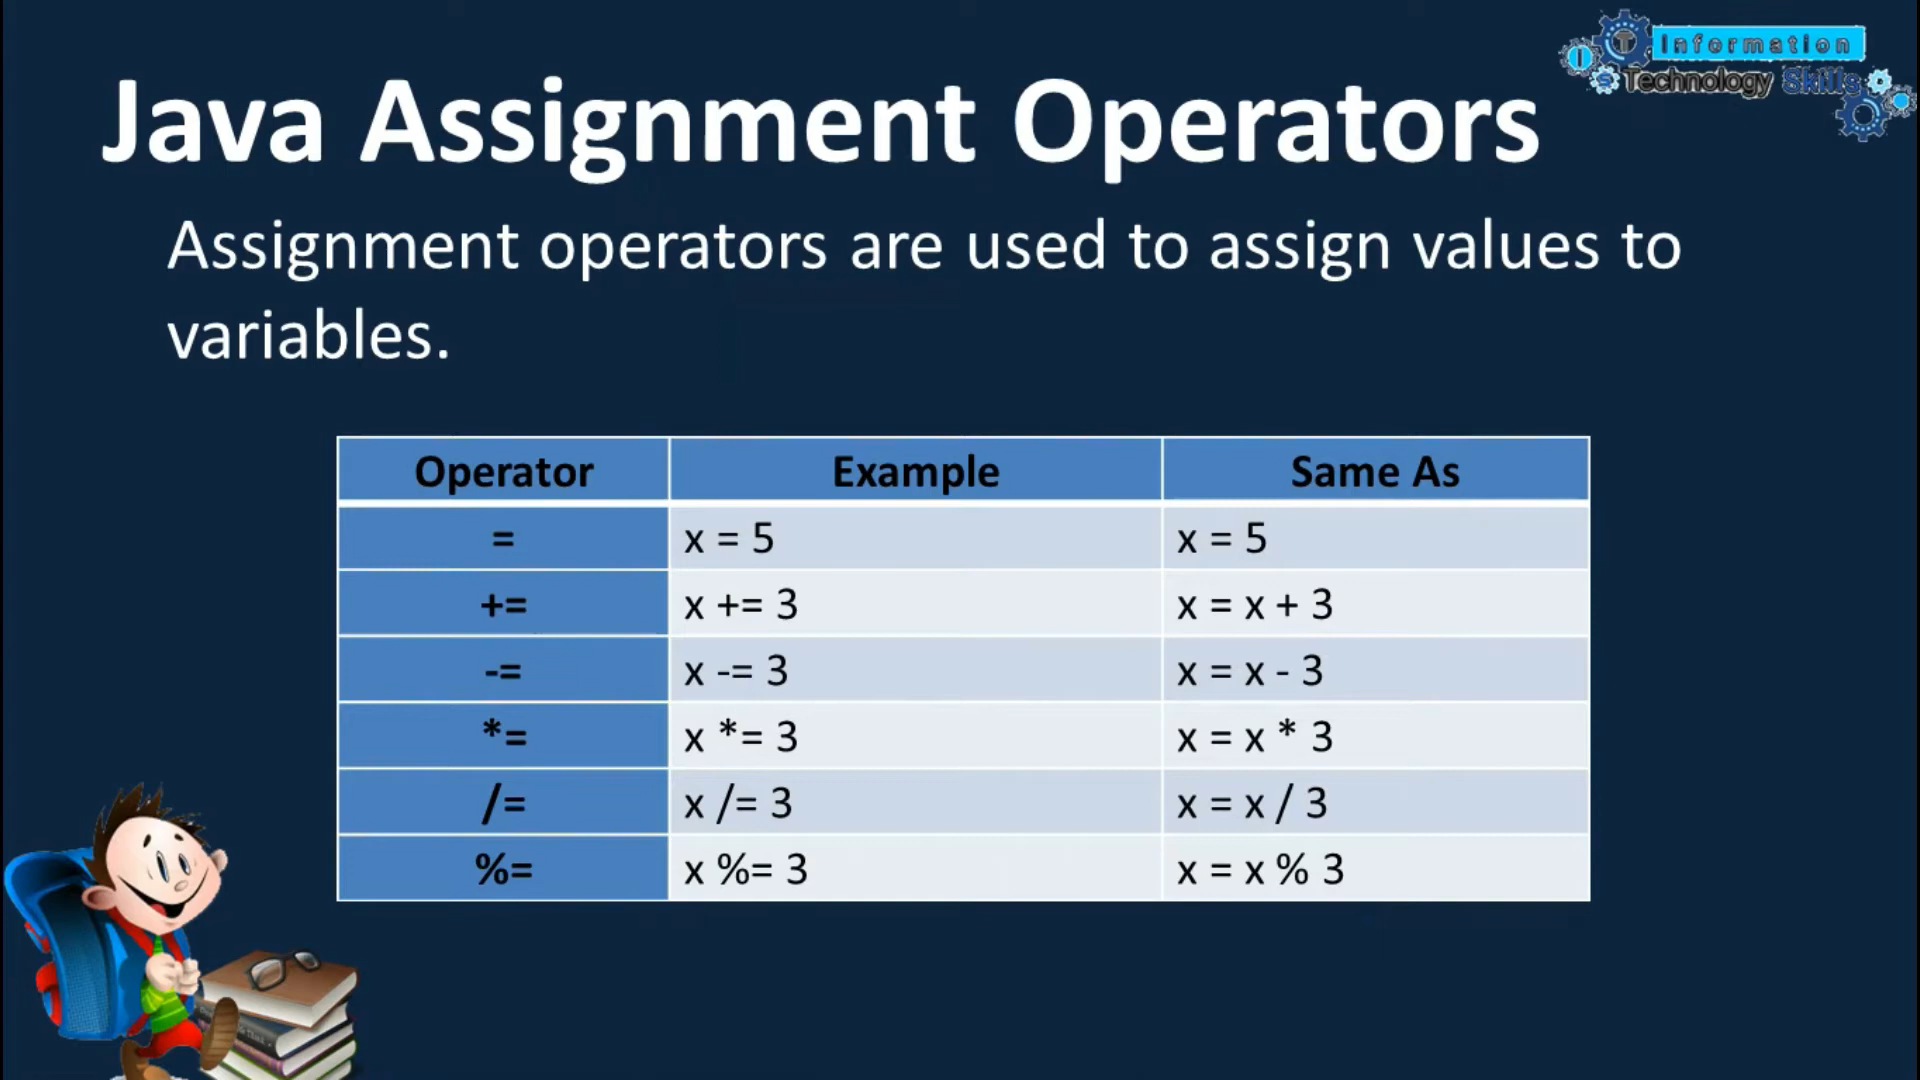 Information
Technology Skills
Java Assignment Operators
Assignment operators are used to assign values to
variables.
Operator Example Same As
= x = 5 x = 5
+= x += 3 x = x + 3
-= x -= 3 x = x - 3
*= x *= 3 x = x * 3
/= x /= 3 x = x / 3
%= x %= 3 x = x % 3